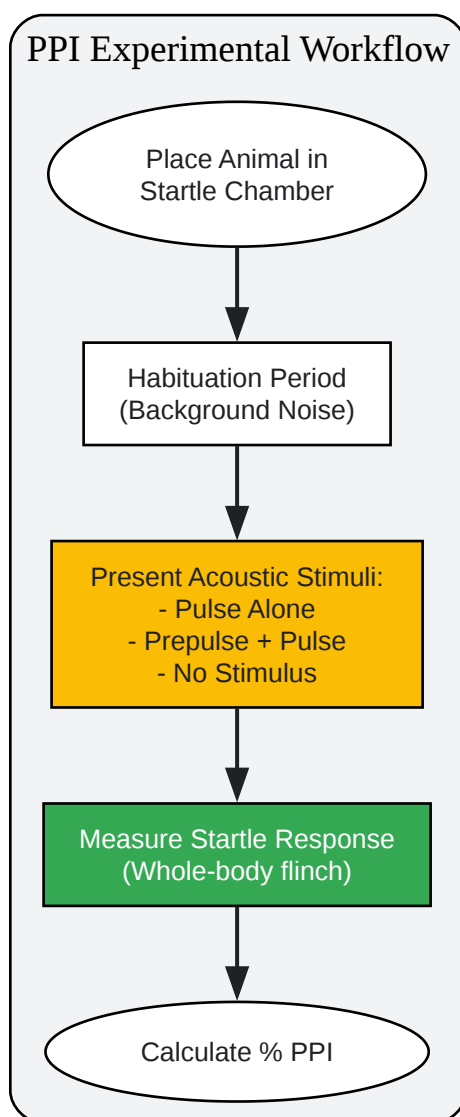 PPI Experimental Workflow
Place Animal in
Startle Chamber
Habituation Period
(Background Noise)
Present Acoustic Stimuli:
- Pulse Alone
- Prepulse + Pulse
- No Stimulus
Measure Startle Response
(Whole-body flinch)
Calculate % PPI